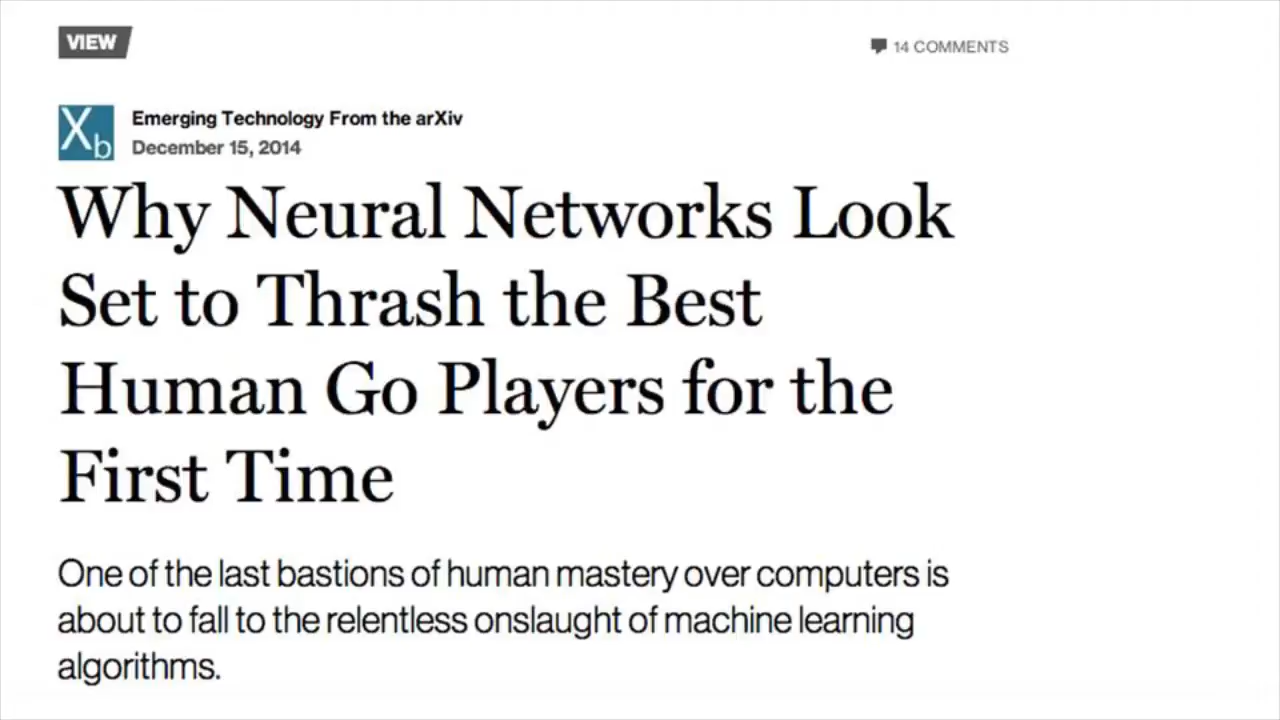 VIEW
14 COMMENTS
Xb
Emerging Technology From the arXiv
December 15, 2014
Why Neural Networks Look
Set to Thrash the Best
Human Go Players for the
First Time
One of the last bastions of human mastery over computers is
about to fall to the relentless onslaught of machine learning
algorithms.